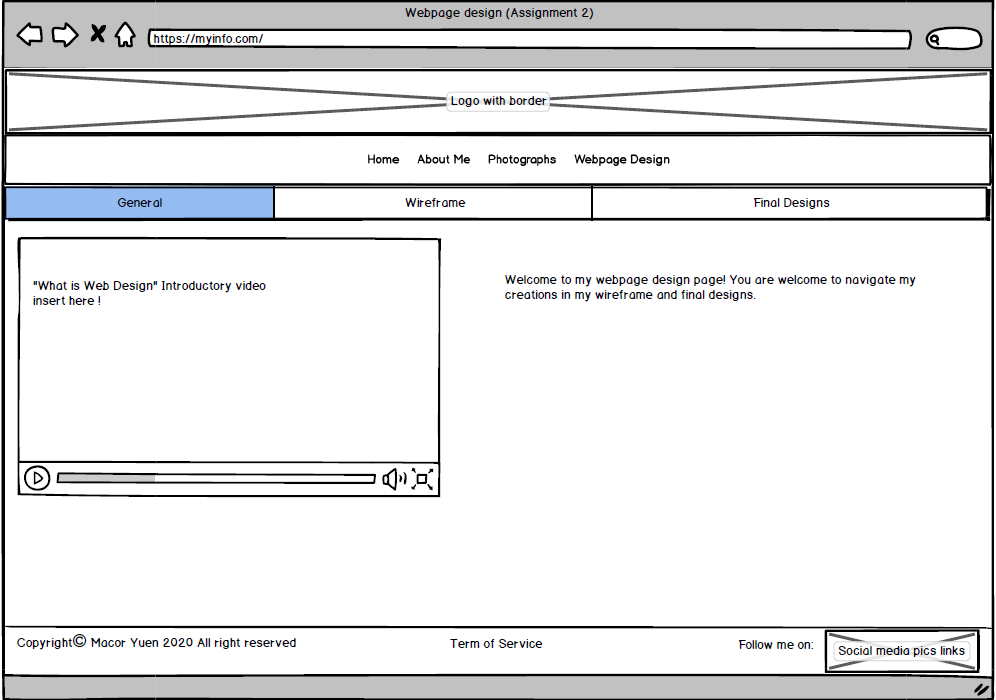 Webpage design (Assignment 2)
https://myinfo.com/
Logo with border
Home About Me Photographs Webpage Design
General Wireframe Final Designs
"What is Web Design" Introductory video
insert here !
Welcome to my webpage design page! You are welcome to navigate my
creations in my wireframe and final designs.
Copyright© Macor Yuen 2020 All right reserved Term of Service Follow me on: Social media pics links